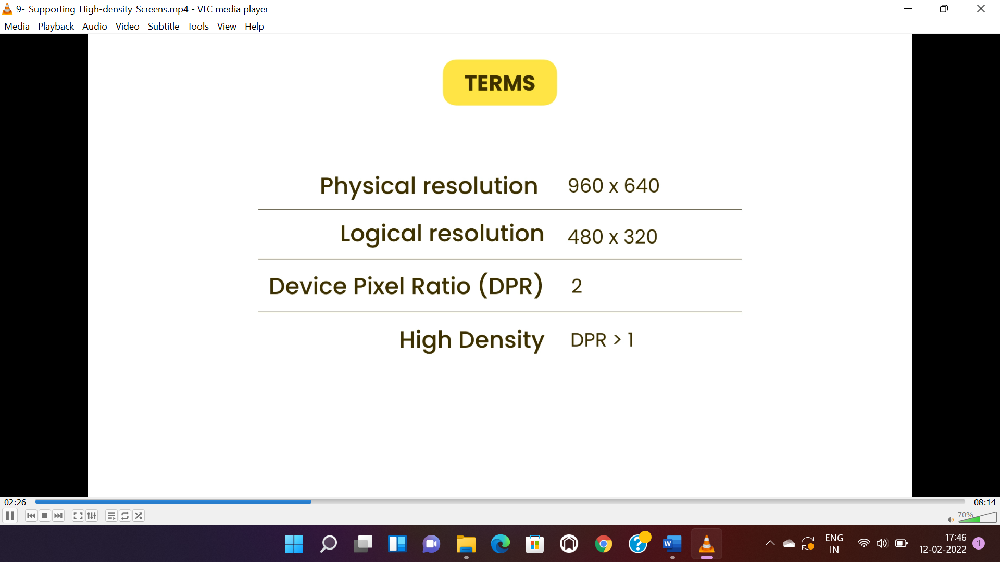 9-_Supporting_High-density_Screens.mp4 - VLC media player
Media Playback Audio Video Subtitle Tools View Help
TERMS
Physical resolution 960 x 640
Logical resolution 480 x 320
Device Pixel Ratio (DPR) 2
High Density DPR > 1
02:26 08:14
70%
W
ENG
IN
17:46
12-02-2022
1